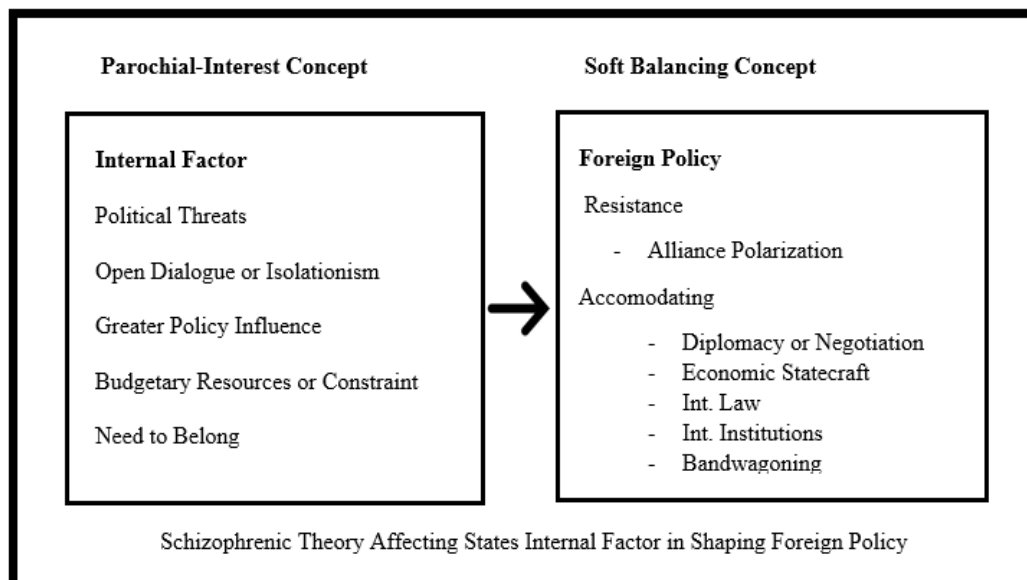 Parochial-Interest Concept
Soft Balancing Concept
Internal Factor
Political Threats
Open Dialogue or Isolationism
Greater Policy Influence
Budgetary Resources or Constraint
Need to Belong
Foreign Policy
Resistance
- Alliance Polarization
Accomodating
- Diplomacy or Negotiation
- Economic Statecraft
- Int. Law
- Int. Institutions
- Bandwagoning
Schizophrenic Theory Affecting States Internal Factor in Shaping Foreign Policy